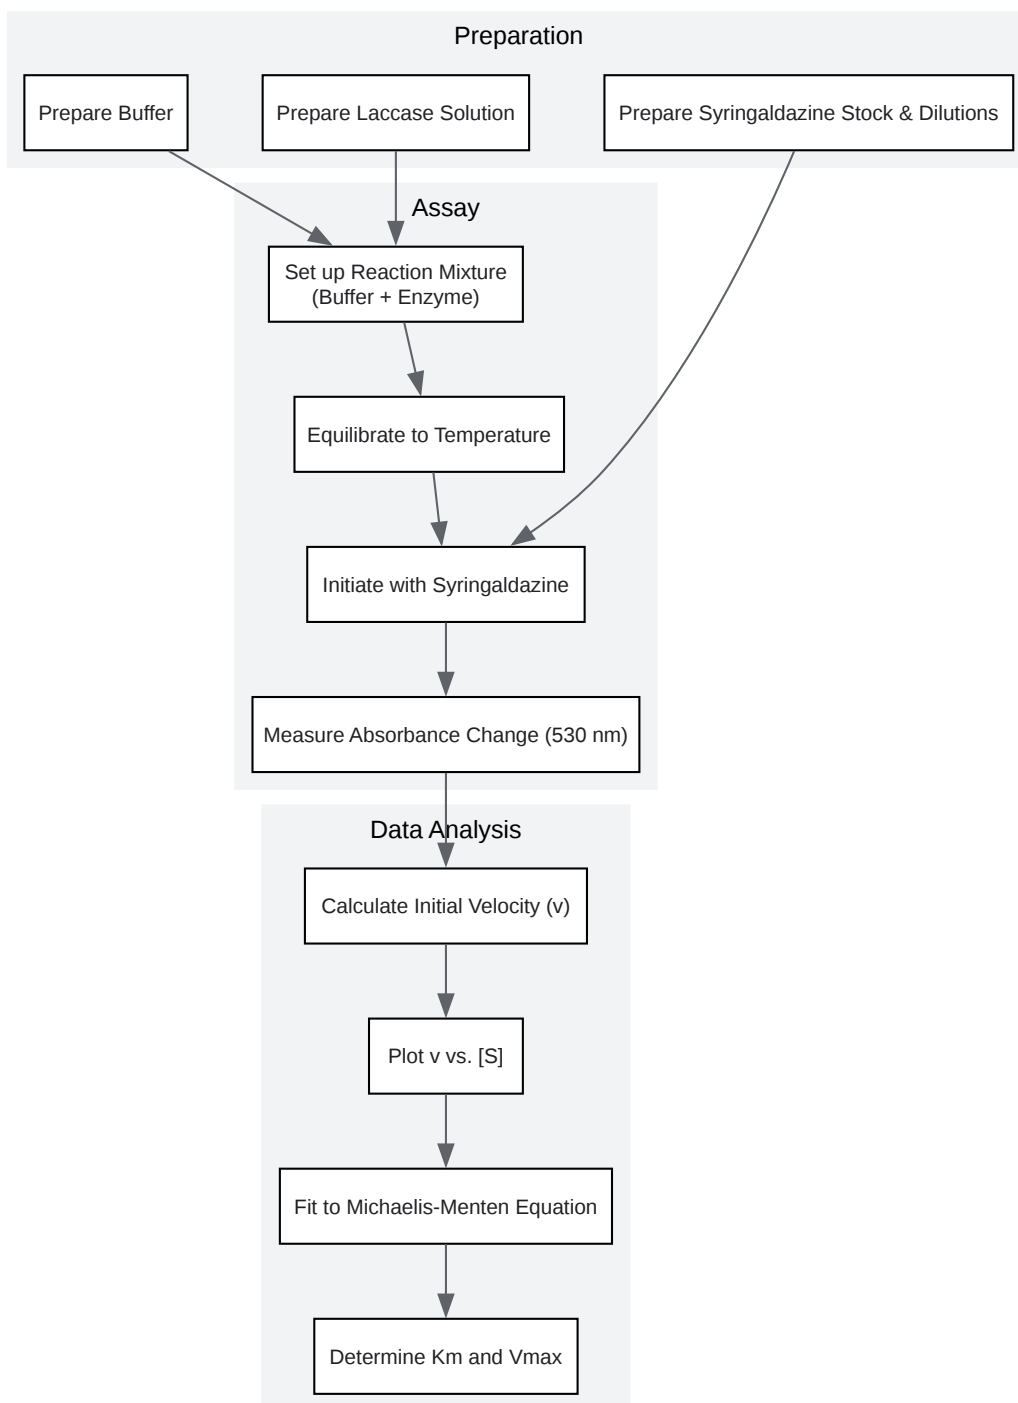 Preparation
Prepare Buffer
Prepare Laccase Solution
Prepare Syringaldazine Stock & Dilutions
Assay
Set up Reaction Mixture
(Buffer + Enzyme)
Equilibrate to Temperature
Initiate with Syringaldazine
Measure Absorbance Change (530 nm)
Data Analysis
Calculate Initial Velocity (v)
Plot v vs. [S]
Fit to Michaelis-Menten Equation
Determine Km and Vmax